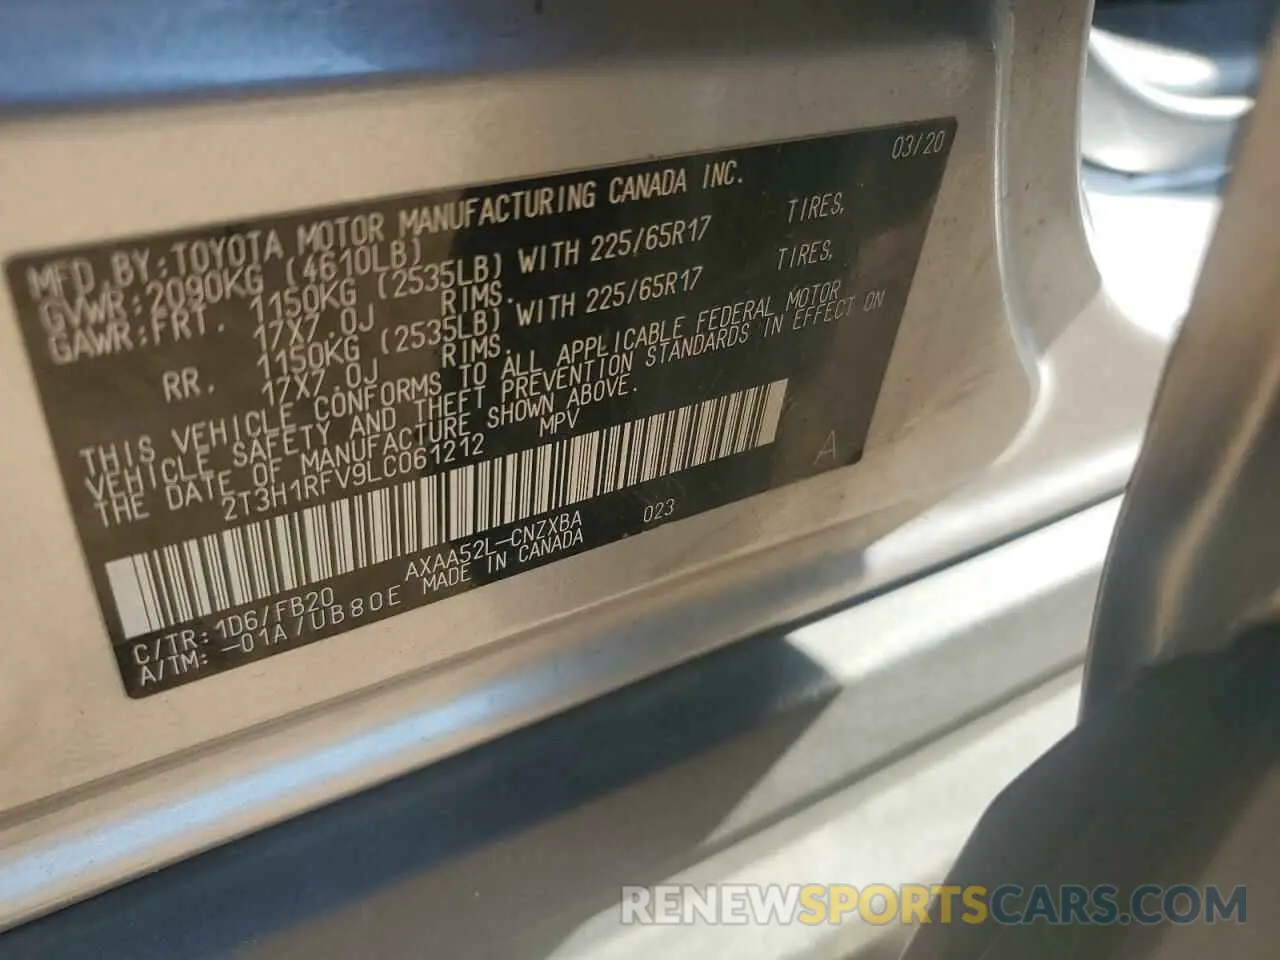 03/20
MFD. BY: TOYOTA MOTOR MANUFACTURING CANADA INC.
GVWR: 2090KG (4610LB)
GAWR: FRT. 1150KG (2535LB) WITH 225/65R17 TIRES,
17X7.0J RIMS.
RR. 1150KG (2535LB) WITH 225/65R17 TIRES,
17X7.0J RIMS.
THIS VEHICLE CONFORMS TO ALL APPLICABLE FEDERAL MOTOR
VEHICLE SAFETY AND THEFT PREVENTION STANDARDS IN EFFECT ON
THE DATE OF MANUFACTURE SHOWN ABOVE.
2T3H1RFV9LC061212 MPV
A
C/TR: 1D6/FB20 AXAA52L-CNZXBA 023
A/TM: -01A/UB80E MADE IN CANADA
RENEWSPORTSCARS.COM